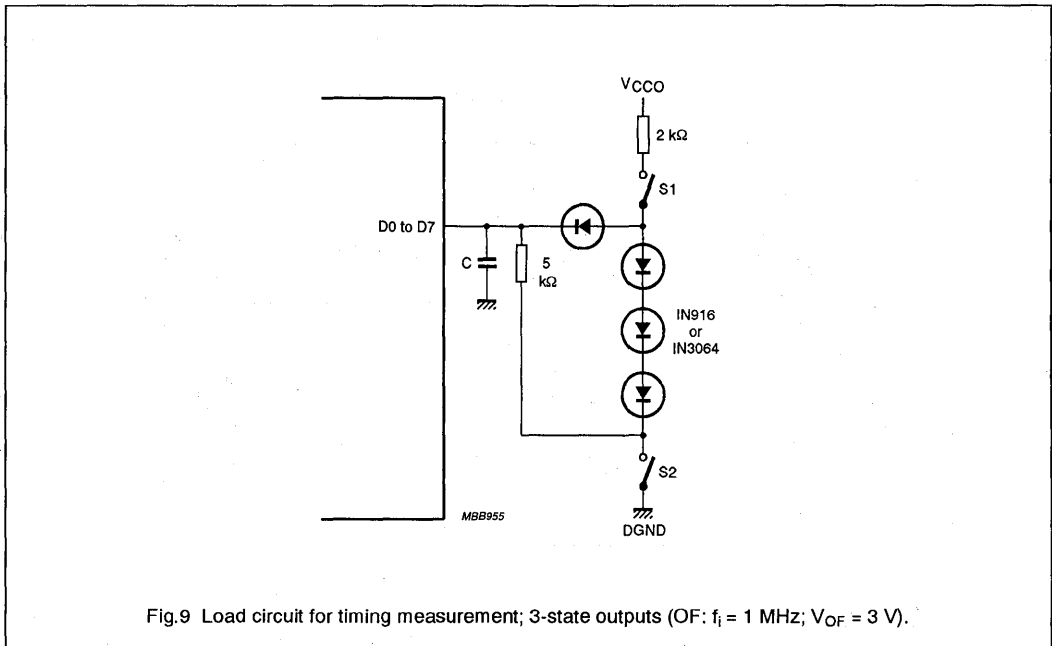 VCCO
2 kΩ
S1
D0 to D7
C
5
kΩ
IN916
or
IN3064
S2
MBB955
DGND
Fig.9 Load circuit for timing measurement; 3-state outputs (OF: fi = 1 MHz; VOF = 3 V).